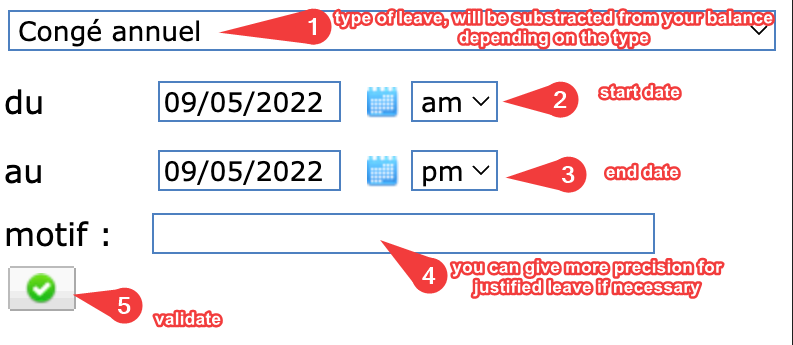 type of leave, will be substracted from your balance
Congé annuel 1 depending on the type
du 09/05/2022 am 2 start date
au 09/05/2022 pm 3 end date
motif :
4 you can give more precision for
justified leave if necessary
5 validate